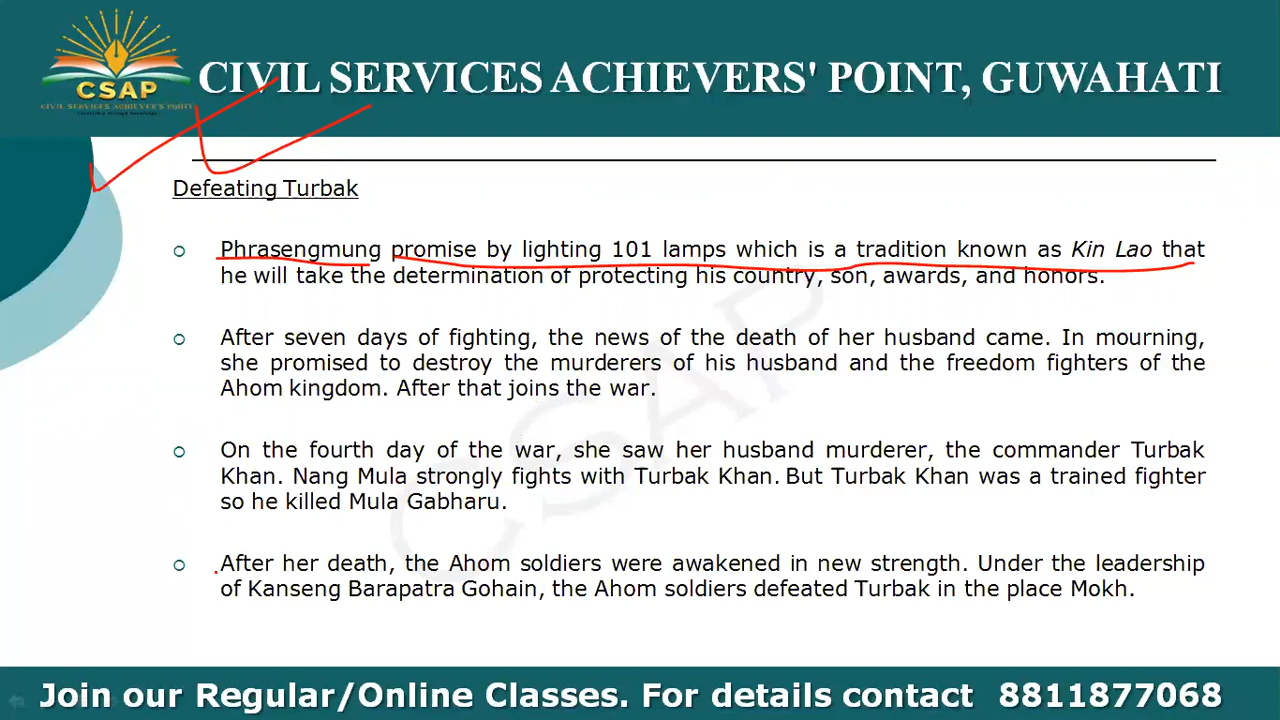 CSAP
CIVIL SERVICES ACHIEVER'S POINT
CIVIL SERVICES ACHIEVERS' POINT, GUWAHATI
Defeating Turbak
Phrasengmung promise by lighting 101 lamps which is a tradition known as Kin Lao that
he will take the determination of protecting his country, son, awards, and honors.
After seven days of fighting, the news of the death of her husband came. In mourning,
she promised to destroy the murderers of his husband and the freedom fighters of the
Ahom kingdom. After that joins the war.
On the fourth day of the war, she saw her husband murderer, the commander Turbak
Khan. Nang Mula strongly fights with Turbak Khan. But Turbak Khan was a trained fighter
so he killed Mula Gabharu.
After her death, the Ahom soldiers were awakened in new strength. Under the leadership
of Kanseng Barapatra Gohain, the Ahom soldiers defeated Turbak in the place Mokh.
CSAP
Join our Regular/Online Classes. For details contact 8811877068